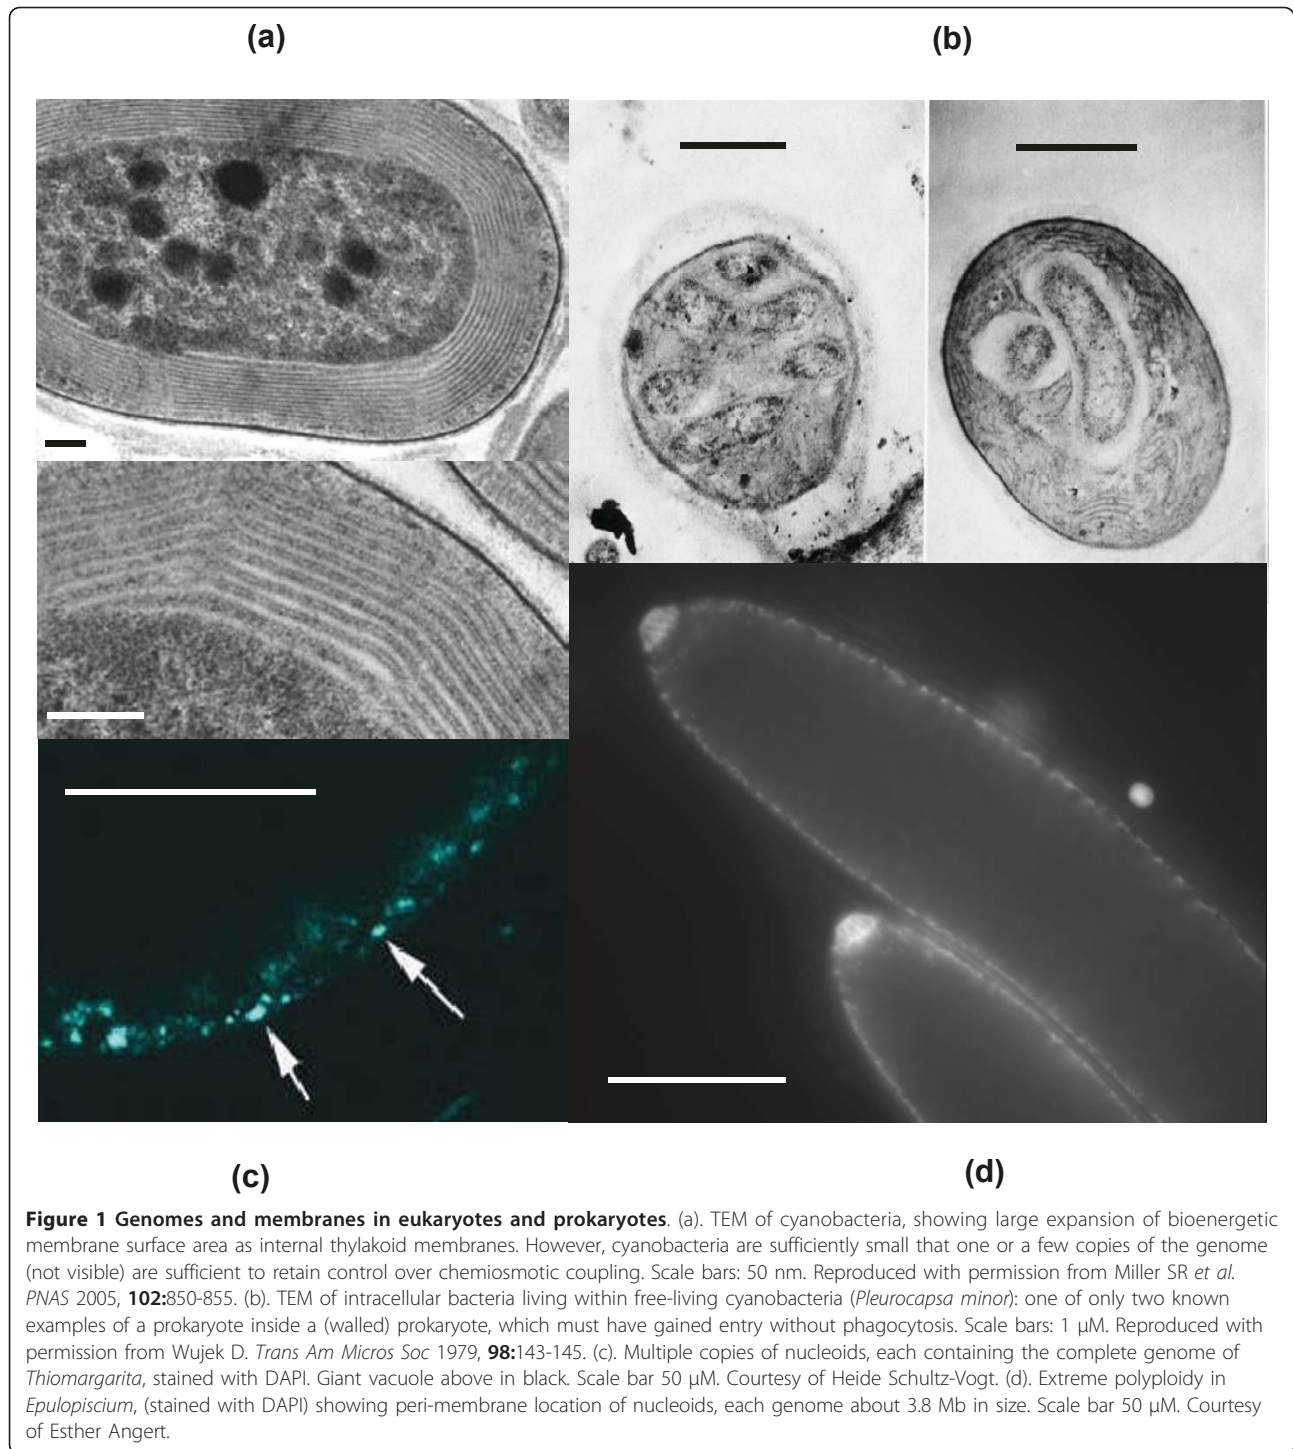 (a)
(b)
(c)
(d)
Figure 1 Genomes and membranes in eukaryotes and prokaryotes. (a). TEM of cyanobacteria, showing large expansion of bioenergetic
membrane surface area as internal thylakoid membranes. However, cyanobacteria are sufficiently small that one or a few copies of the genome
(not visible) are sufficient to retain control over chemiosmotic coupling. Scale bars: 50 nm. Reproduced with permission from Miller SR et al.
PNAS 2005, 102:850-855. (b). TEM of intracellular bacteria living within free-living cyanobacteria (Pleurocapsa minor): one of only two known
examples of a prokaryote inside a (walled) prokaryote, which must have gained entry without phagocytosis. Scale bars: 1 μM. Reproduced with
permission from Wujek D. Trans Am Micros Soc 1979, 98:143-145. (c). Multiple copies of nucleoids, each containing the complete genome of
Thiomargarita, stained with DAPI. Giant vacuole above in black. Scale bar 50 μM. Courtesy of Heide Schultz-Vogt. (d). Extreme polyploidy in
Epulopiscium, (stained with DAPI) showing peri-membrane location of nucleoids, each genome about 3.8 Mb in size. Scale bar 50 μM. Courtesy
of Esther Angert.